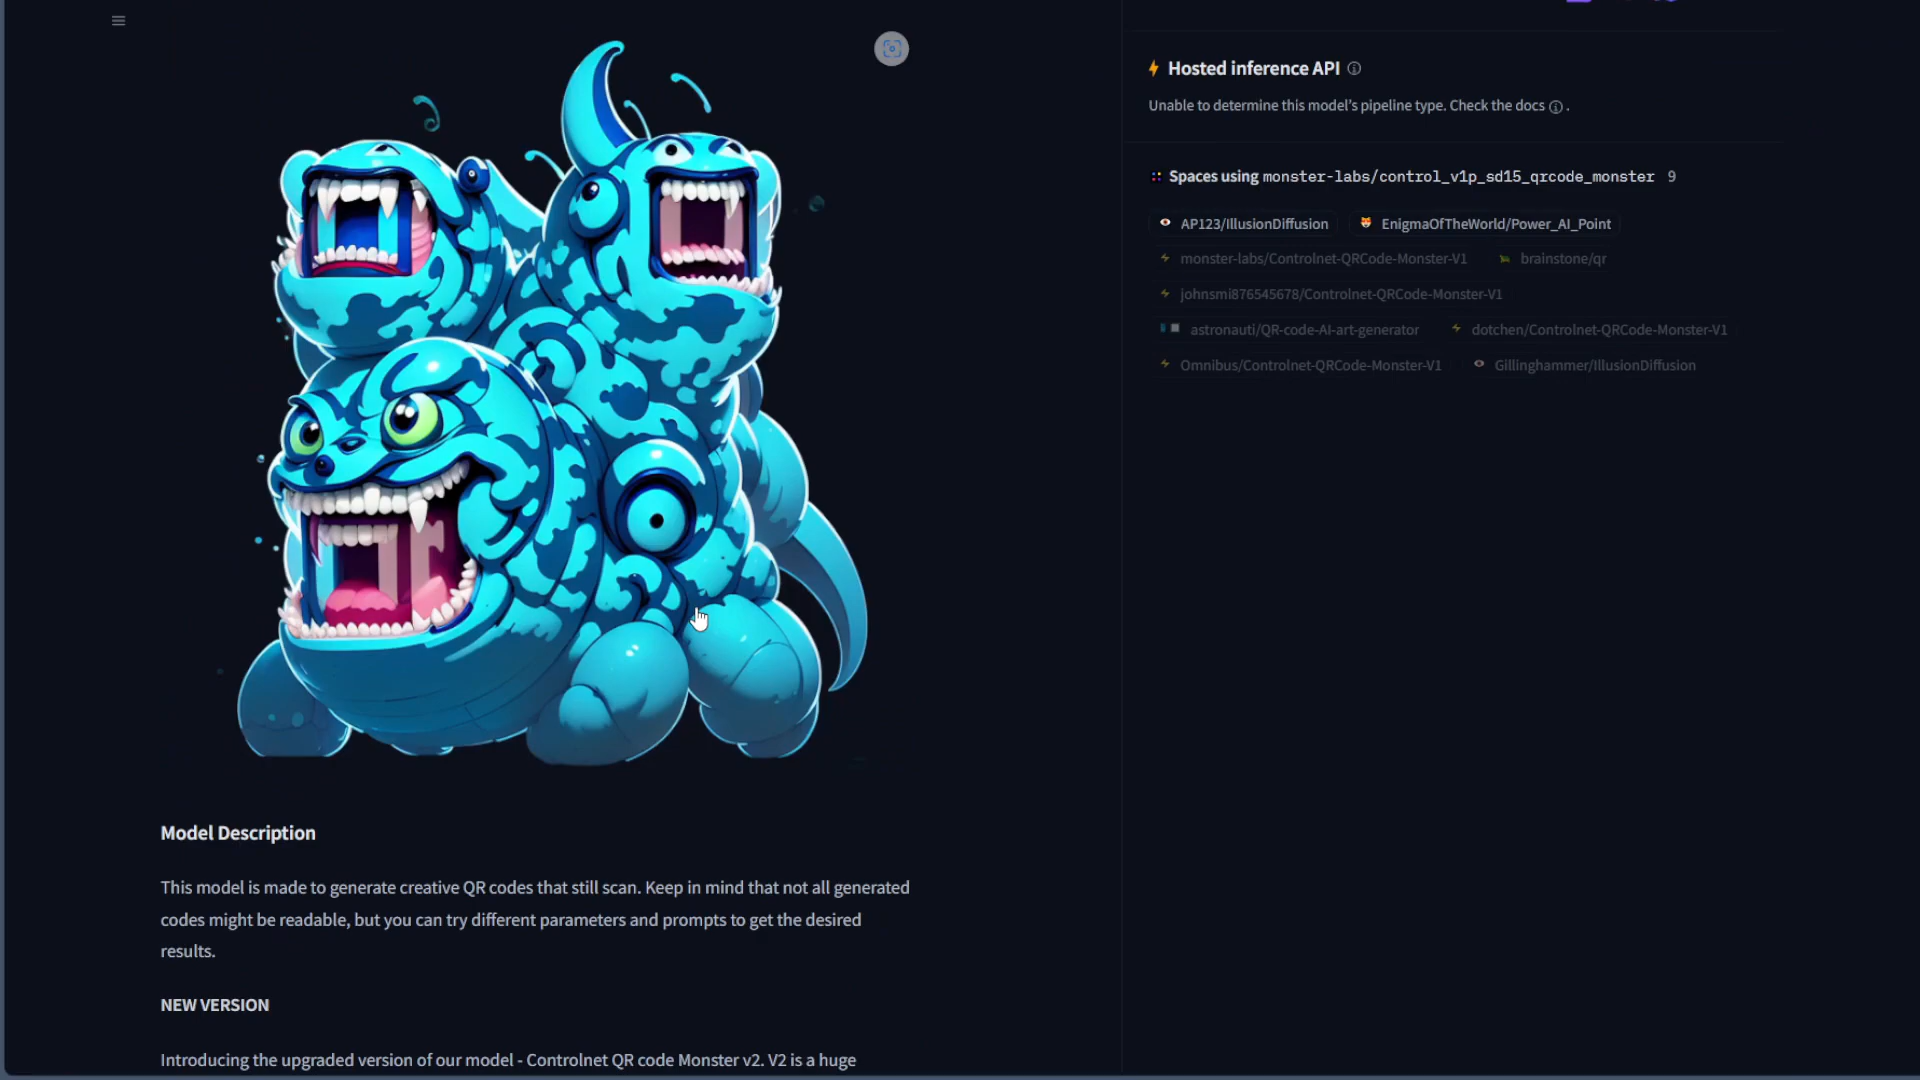 Hosted inference API
Unable to determine this model's pipeline type. Check the docs .
Spaces using monster-labs/control_v1p_sd15_qrcode_monster 9
AP123/IllusionDiffusion EnigmaOfTheWorld/Power_AI_Point
monster-labs/Controlnet-QRCode-Monster-V1 brainstone/qr
johnsmi876545678/Controlnet-QRCode-Monster-V1
astronauti/QR-code-AI-art-generator dotchen/Controlnet-QRCode-Monster-V1
Omnibus/Controlnet-QRCode-Monster-V1 Gillinghammer/IllusionDiffusion
Model Description
This model is made to generate creative QR codes that still scan. Keep in mind that not all generated
codes might be readable, but you can try different parameters and prompts to get the desired
results.
NEW VERSION
Introducing the upgraded version of our model - Controlnet QR code Monster v2. V2 is a huge